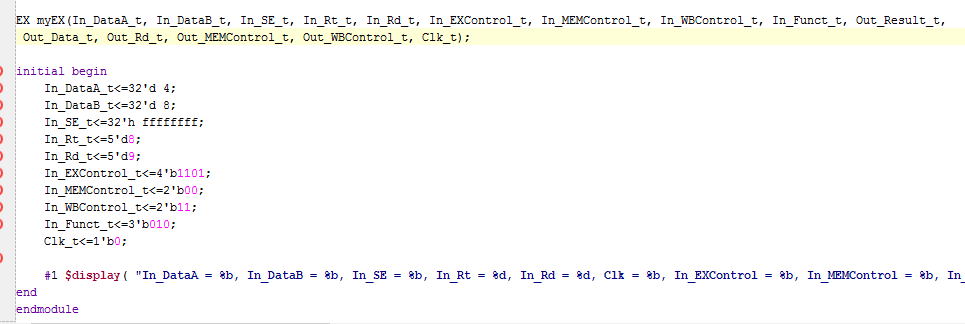 EX myEX(In_DataA_t, In_DataB_t, In_SE_t, In_Rt_t, In_Rd_t, In_EXControl_t, In_MEMControl_t, In_WBControl_t, In_Funct_t, Out_Result_t,
Out_Data_t, Out_Rd_t, Out_MEMControl_t, Out_WBControl_t, Clk_t);
initial begin
In_DataA_t<=32'd 4;
In_DataB_t<=32'd 8;
In_SE_t<=32'h ffffffff;
In_Rt_t<=5'd8;
In_Rd_t<=5'd9;
In_EXControl_t<=4'b1101;
In_MEMControl_t<=2'b00;
In_WBControl_t<=2'b11;
In_Funct_t<=3'b010;
Clk_t<=1'b0;
#1 $display( "In_DataA = %b, In_DataB = %b, In_SE = %b, In_Rt = %d, In_Rd = %d, Clk = %b, In_EXControl = %b, In_MEMControl = %b, In_
end
endmodule